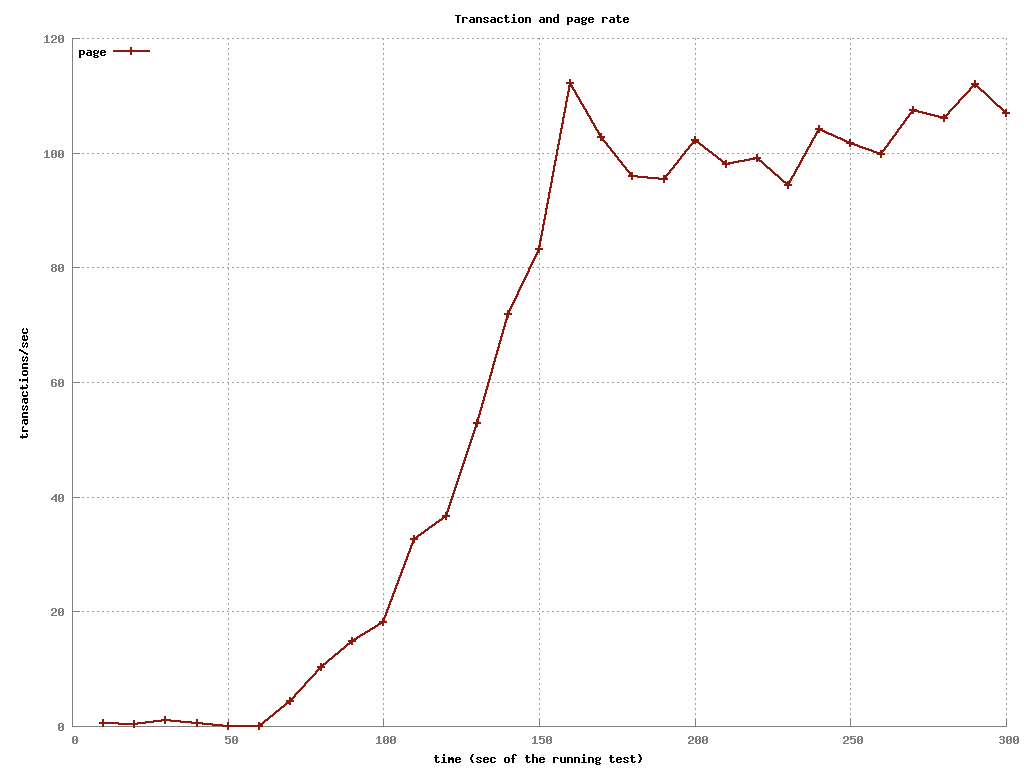 Transaction and page rate
120
page
100
80
60
40
20
0
transactions/sec
0 50 100 150 200 250 300
time (sec of the running test)